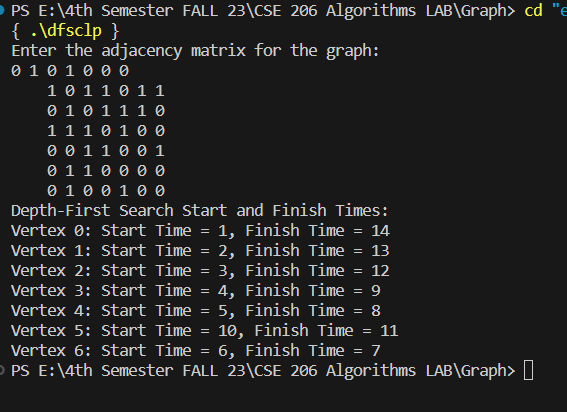 PS E:\4th Semester FALL 23\CSE 206 Algorithms LAB\Graph> cd "e
{ .\dfsclp }
Enter the adjacency matrix for the graph:
0 1 0 1 0 0 0
1 0 1 1 0 1 1
0 1 0 1 1 1 0
1 1 1 0 1 0 0
0 0 1 1 0 0 1
0 1 1 0 0 0 0
0 1 0 0 1 0 0
Depth-First Search Start and Finish Times:
Vertex 0: Start Time = 1, Finish Time = 14
Vertex 1: Start Time = 2, Finish Time = 13
Vertex 2: Start Time = 3, Finish Time = 12
Vertex 3: Start Time = 4, Finish Time = 9
Vertex 4: Start Time = 5, Finish Time = 8
Vertex 5: Start Time = 10, Finish Time = 11
Vertex 6: Start Time = 6, Finish Time = 7
PS E:\4th Semester FALL 23\CSE 206 Algorithms LAB\Graph>